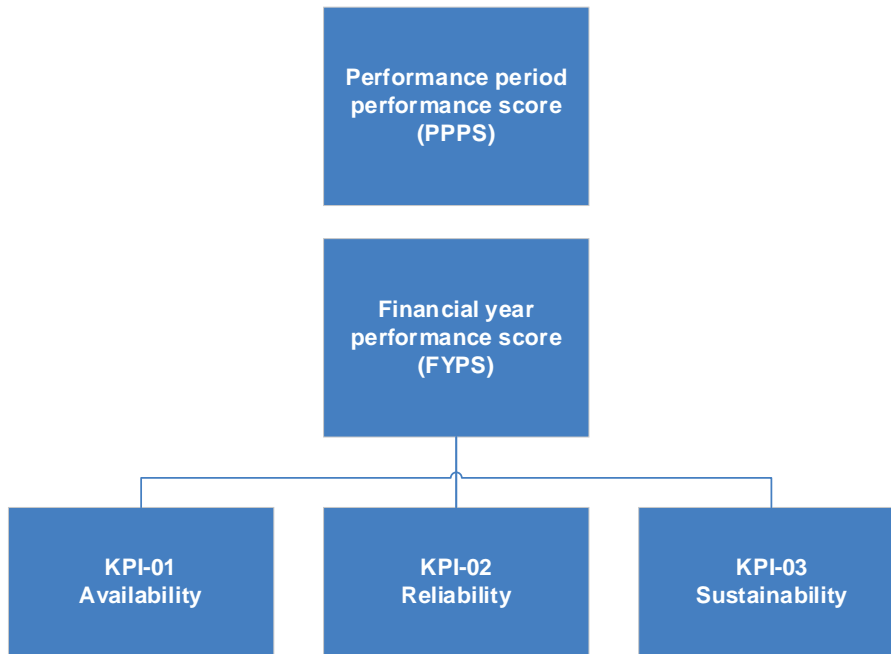 Performance period
performance score
(PPPS)
Financial year
performance score
(FYPS)
KPI-01
Availability
KPI-02
Reliability
KPI-03
Sustainability